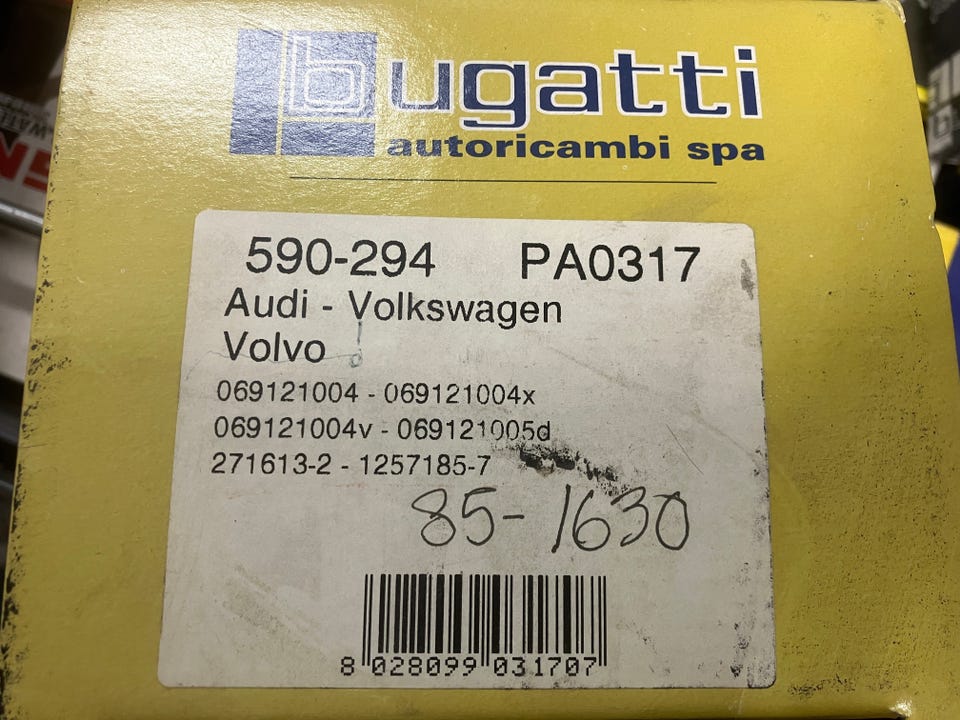 bugatti
autoricambi spa
590-294 PA0317
Audi - Volkswagen
Volvo
069121004 - 069121004x
069121004v - 069121005d
271613-2 - 1257185-7
85-1630
8 028099 031707